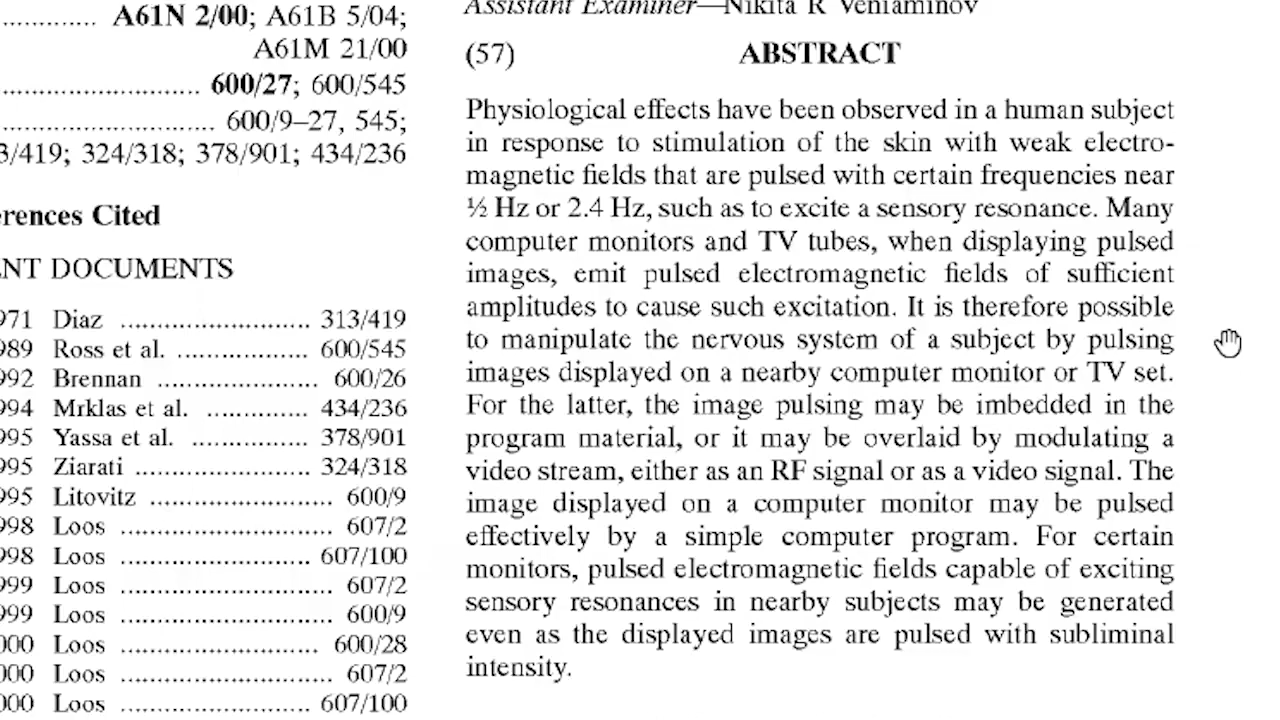 .............. A61N 2/00; A61B 5/04;
A61M 21/00
............................... 600/27; 600/545
................................. 600/9–27, 545;
3/419; 324/318; 378/901; 434/236
erences Cited
ENT DOCUMENTS
971 Diaz ............................. 313/419
989 Ross et al. .................... 600/545
992 Brennan ........................ 600/26
994 Mrklas et al. ................ 434/236
995 Yassa et al. .................. 378/901
995 Ziarati .......................... 324/318
995 Litovitz ........................... 600/9
998 Loos ................................ 607/2
998 Loos ............................. 607/100
999 Loos ................................ 607/2
999 Loos ................................ 600/9
000 Loos .............................. 600/28
000 Loos ................................ 607/2
000 Loos ............................. 607/100
Assistant Examiner—Nikita R Veniaminov
(57) ABSTRACT
Physiological effects have been observed in a human subject
in response to stimulation of the skin with weak electro-
magnetic fields that are pulsed with certain frequencies near
½ Hz or 2.4 Hz, such as to excite a sensory resonance. Many
computer monitors and TV tubes, when displaying pulsed
images, emit pulsed electromagnetic fields of sufficient
amplitudes to cause such excitation. It is therefore possible
to manipulate the nervous system of a subject by pulsing
images displayed on a nearby computer monitor or TV set.
For the latter, the image pulsing may be imbedded in the
program material, or it may be overlaid by modulating a
video stream, either as an RF signal or as a video signal. The
image displayed on a computer monitor may be pulsed
effectively by a simple computer program. For certain
monitors, pulsed electromagnetic fields capable of exciting
sensory resonances in nearby subjects may be generated
even as the displayed images are pulsed with subliminal
intensity.